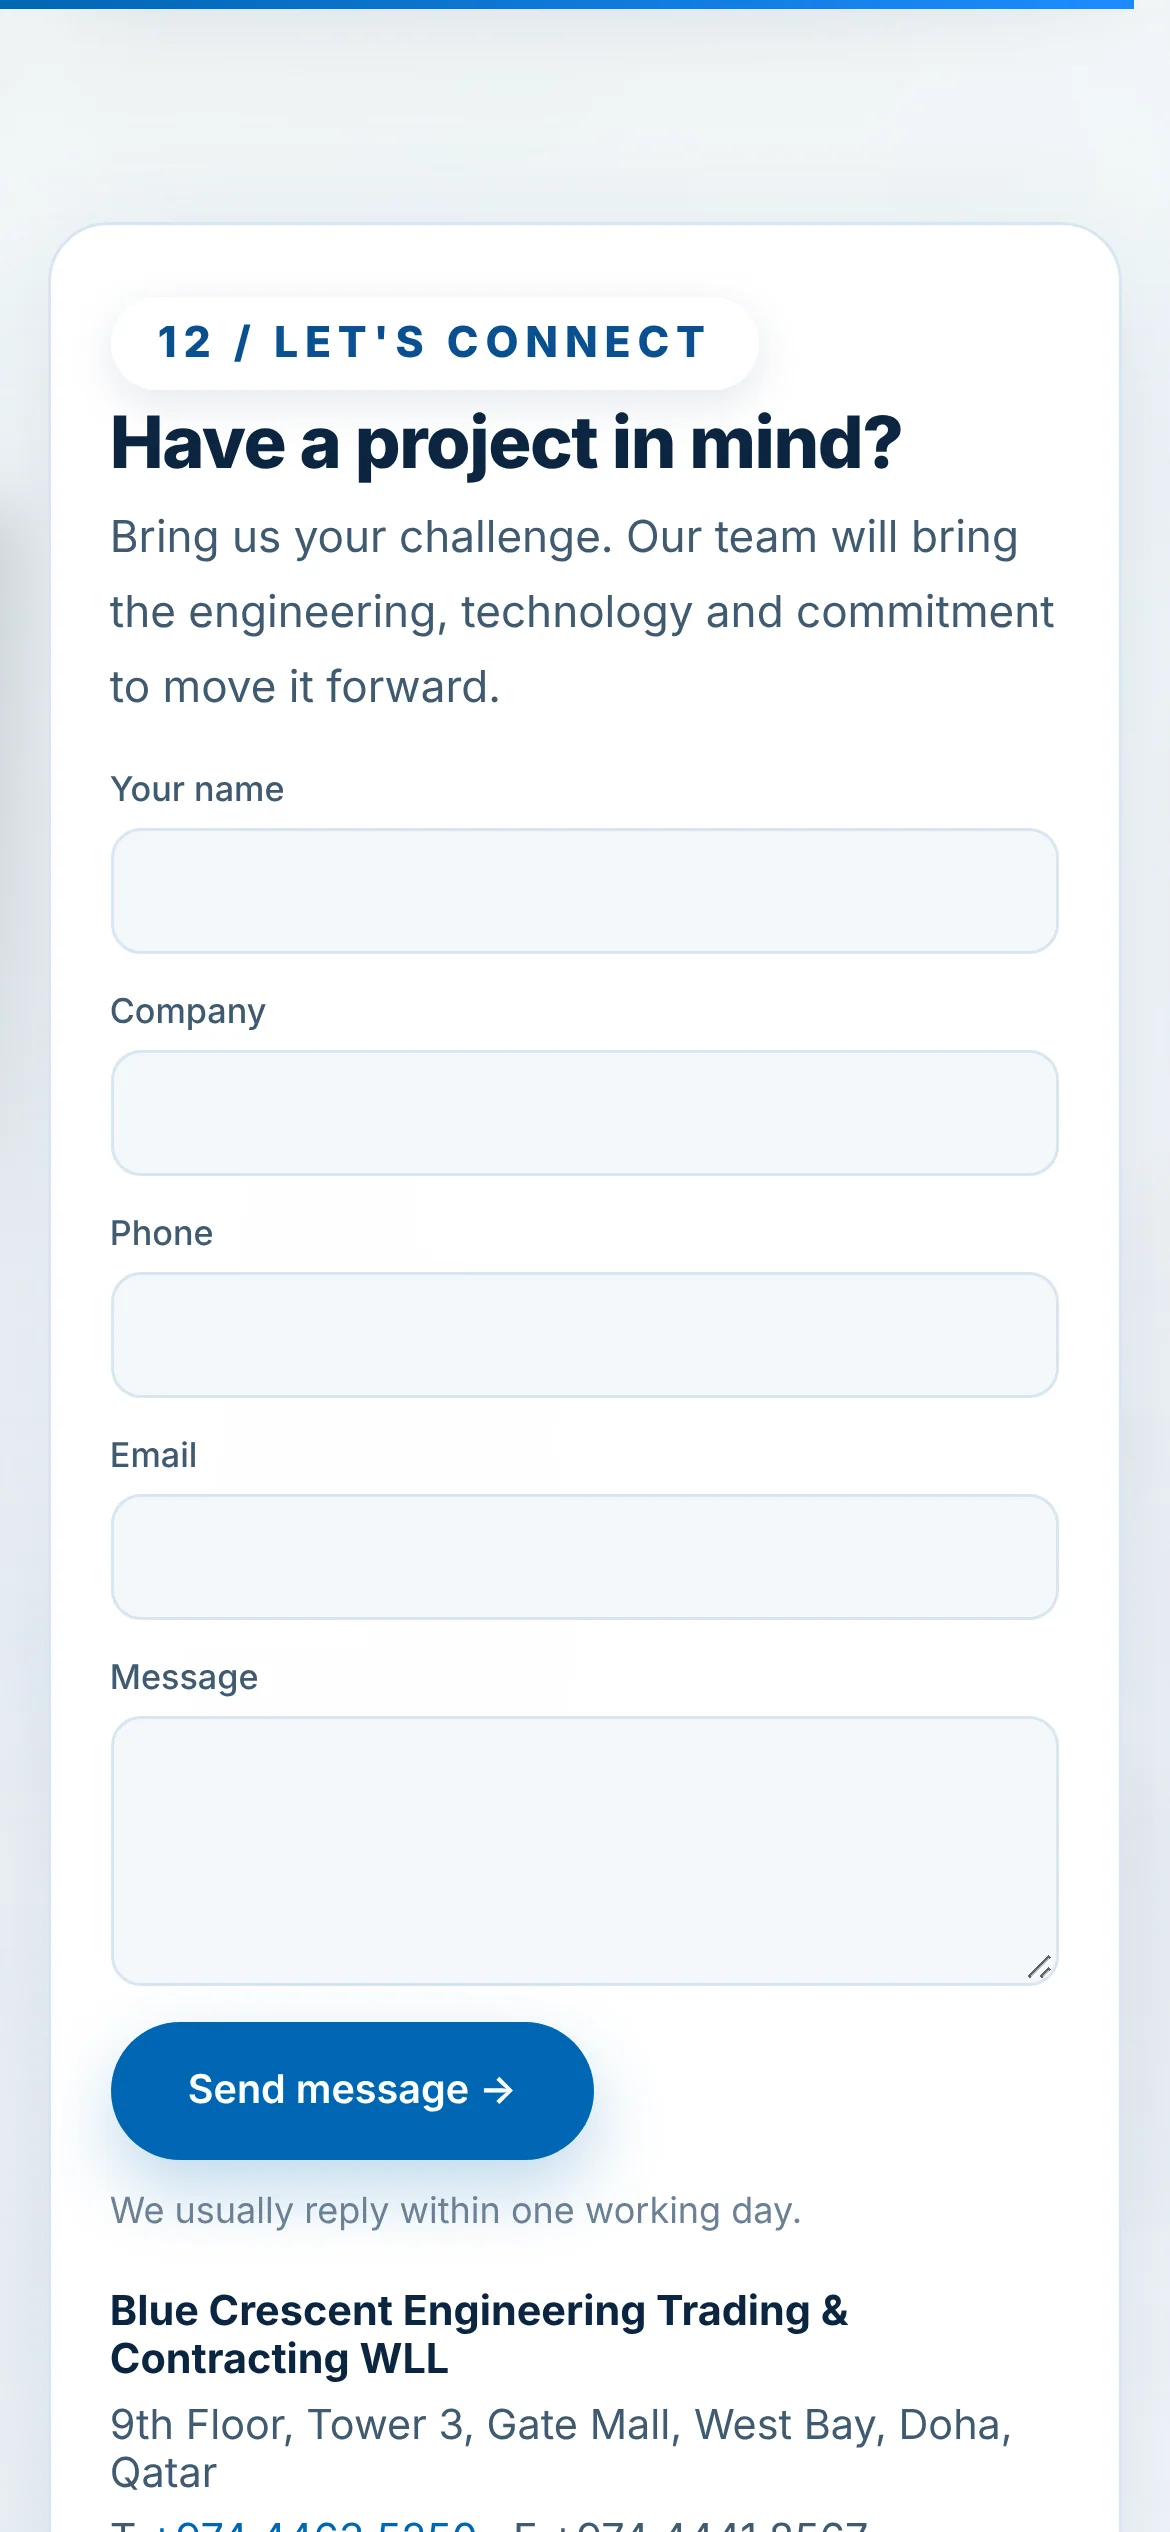 12 / LET'S CONNECT
Have a project in mind?
Bring us your challenge. Our team will bring
the engineering, technology and commitment
to move it forward.
Your name
Company
Phone
Email
Message
Send message →
We usually reply within one working day.
Blue Crescent Engineering Trading &
Contracting WLL
9th Floor, Tower 3, Gate Mall, West Bay, Doha,
Qatar